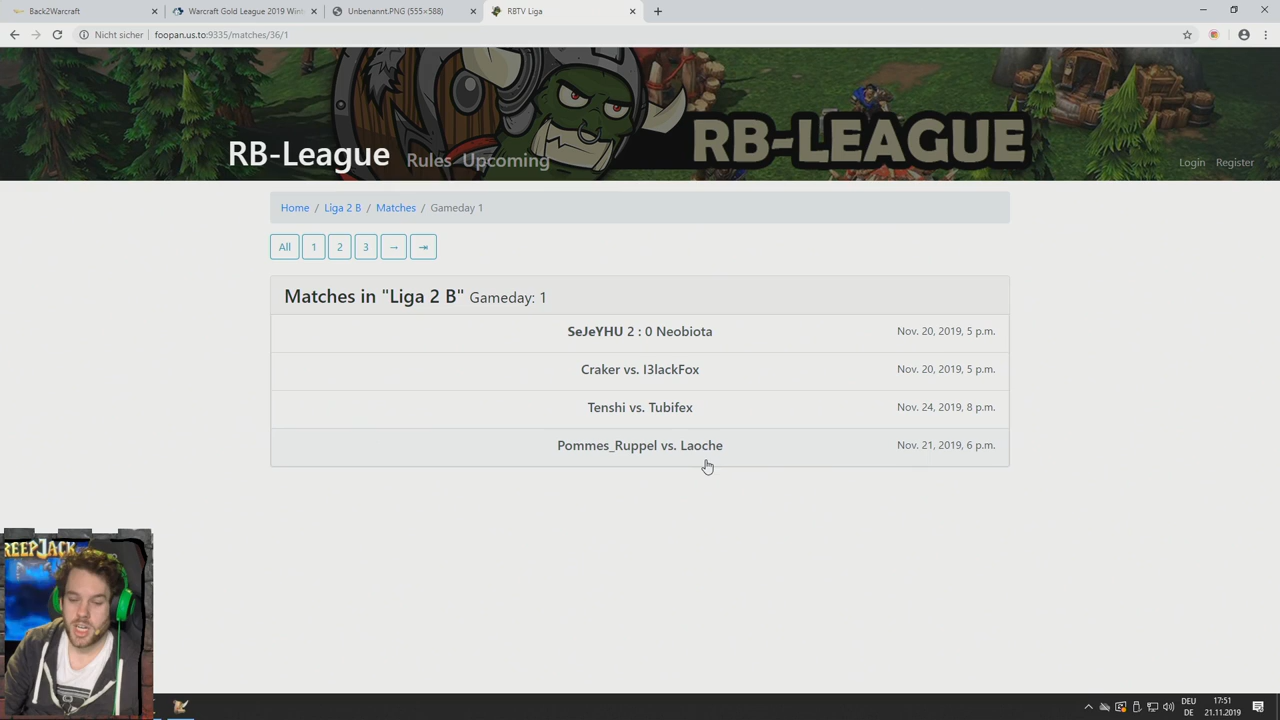 Back2Warcraft
Warcraft Gold League 2019 Wint
Unbenannt.PNG (555×588)
RBTV Liga
Nicht sicher foopan.us.to:9335/matches/36/1
RB-League Rules Upcoming
RB-LEAGUE
Login Register
Home / Liga 2 B / Matches / Gameday 1
All 1 2 3 → ⇥
Matches in "Liga 2 B" Gameday: 1
SeJeYHU 2 : 0 Neobiota Nov. 20, 2019, 5 p.m.
Craker vs. I3lackFox Nov. 20, 2019, 5 p.m.
Tenshi vs. Tubifex Nov. 24, 2019, 8 p.m.
Pommes_Ruppel vs. Laoche Nov. 21, 2019, 6 p.m.
REEPJACK
DEU 17:51
DE 21.11.2019